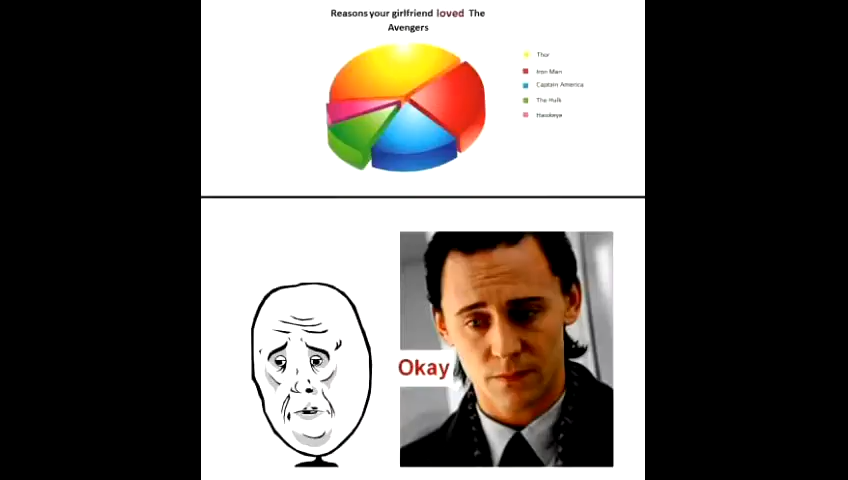 Reasons your girlfriend loved The
Avengers
Thor
Iron Man
Captain America
The Hulk
Hawkeye
Okay